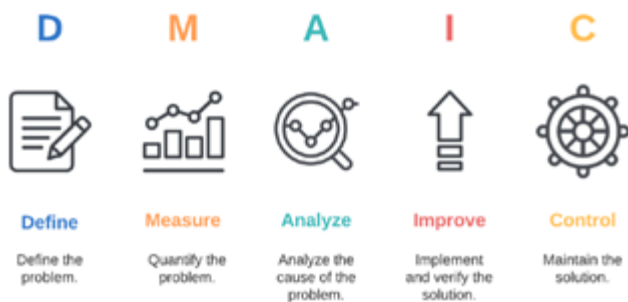 D M A I C
Define Measure Analyze Improve Control
Define the problem.
Quantify the problem.
Analyze the cause of the problem.
Implement and verify the solution.
Maintain the solution.